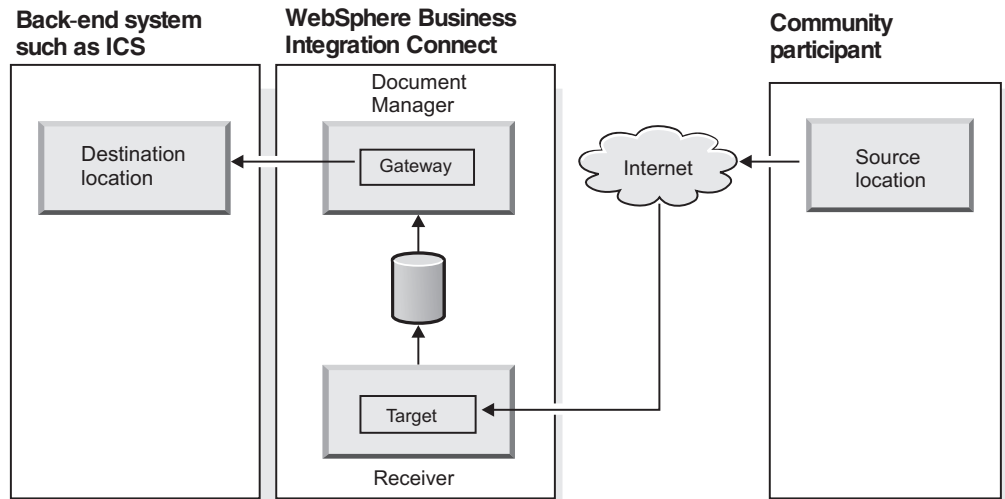 Back-end system
such as ICS
WebSphere Business
Integration Connect
Community
participant
Document
Manager
Destination
location
Gateway
Internet
Source
location
Target
Receiver